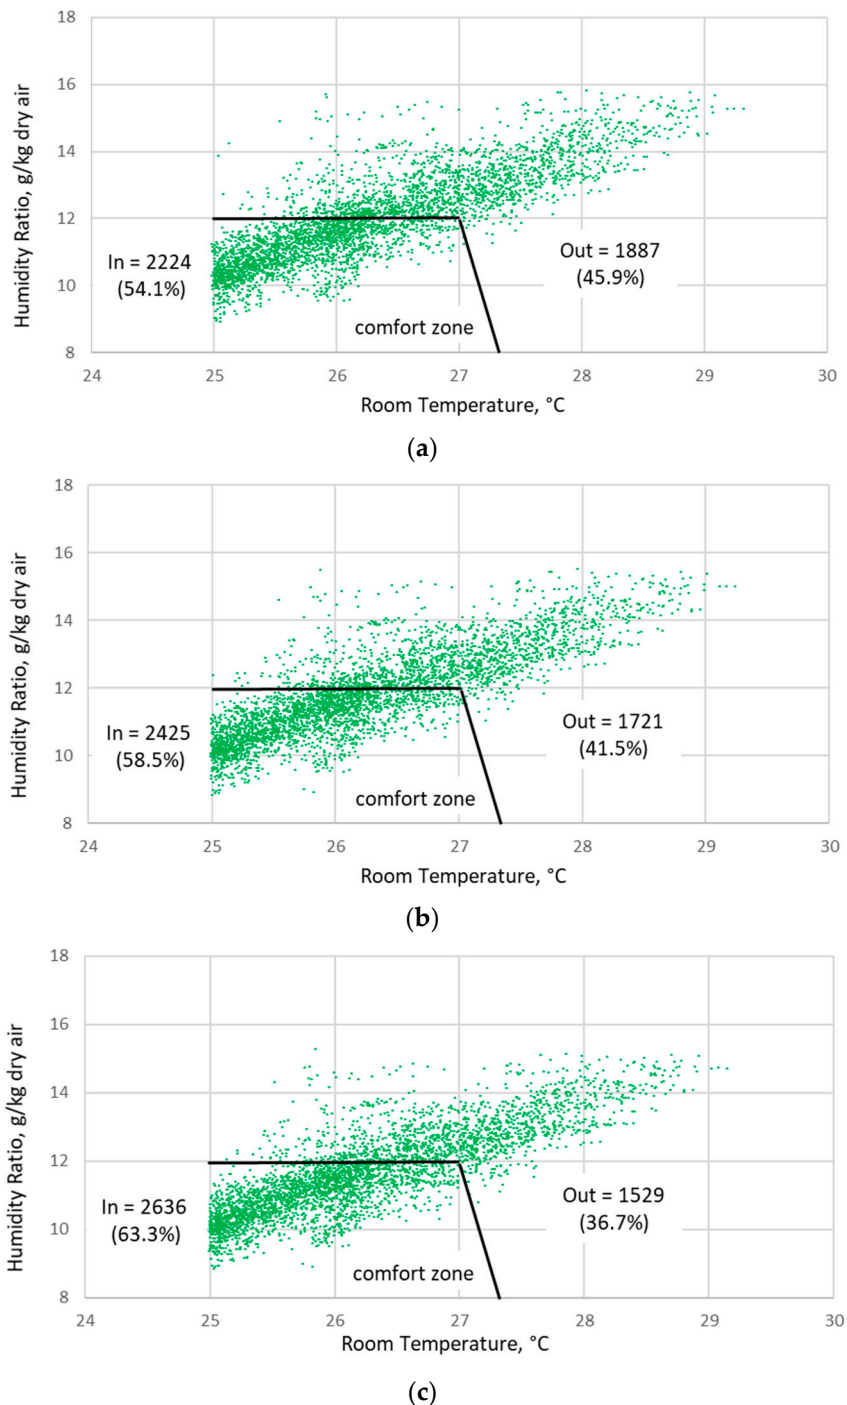 18
16
14
12
10
8
Humidity Ratio, g/kg dry air
In = 2224
(54.1%)
Out = 1887
(45.9%)
comfort zone
24 25 26 27 28 29 30
Room Temperature, °C
(a)
18
16
14
12
10
8
Humidity Ratio, g/kg dry air
In = 2425
(58.5%)
Out = 1721
(41.5%)
comfort zone
24 25 26 27 28 29 30
Room Temperature, °C
(b)
18
16
14
12
10
8
Humidity Ratio, g/kg dry air
In = 2636
(63.3%)
Out = 1529
(36.7%)
comfort zone
24 25 26 27 28 29 30
Room Temperature, °C
(c)